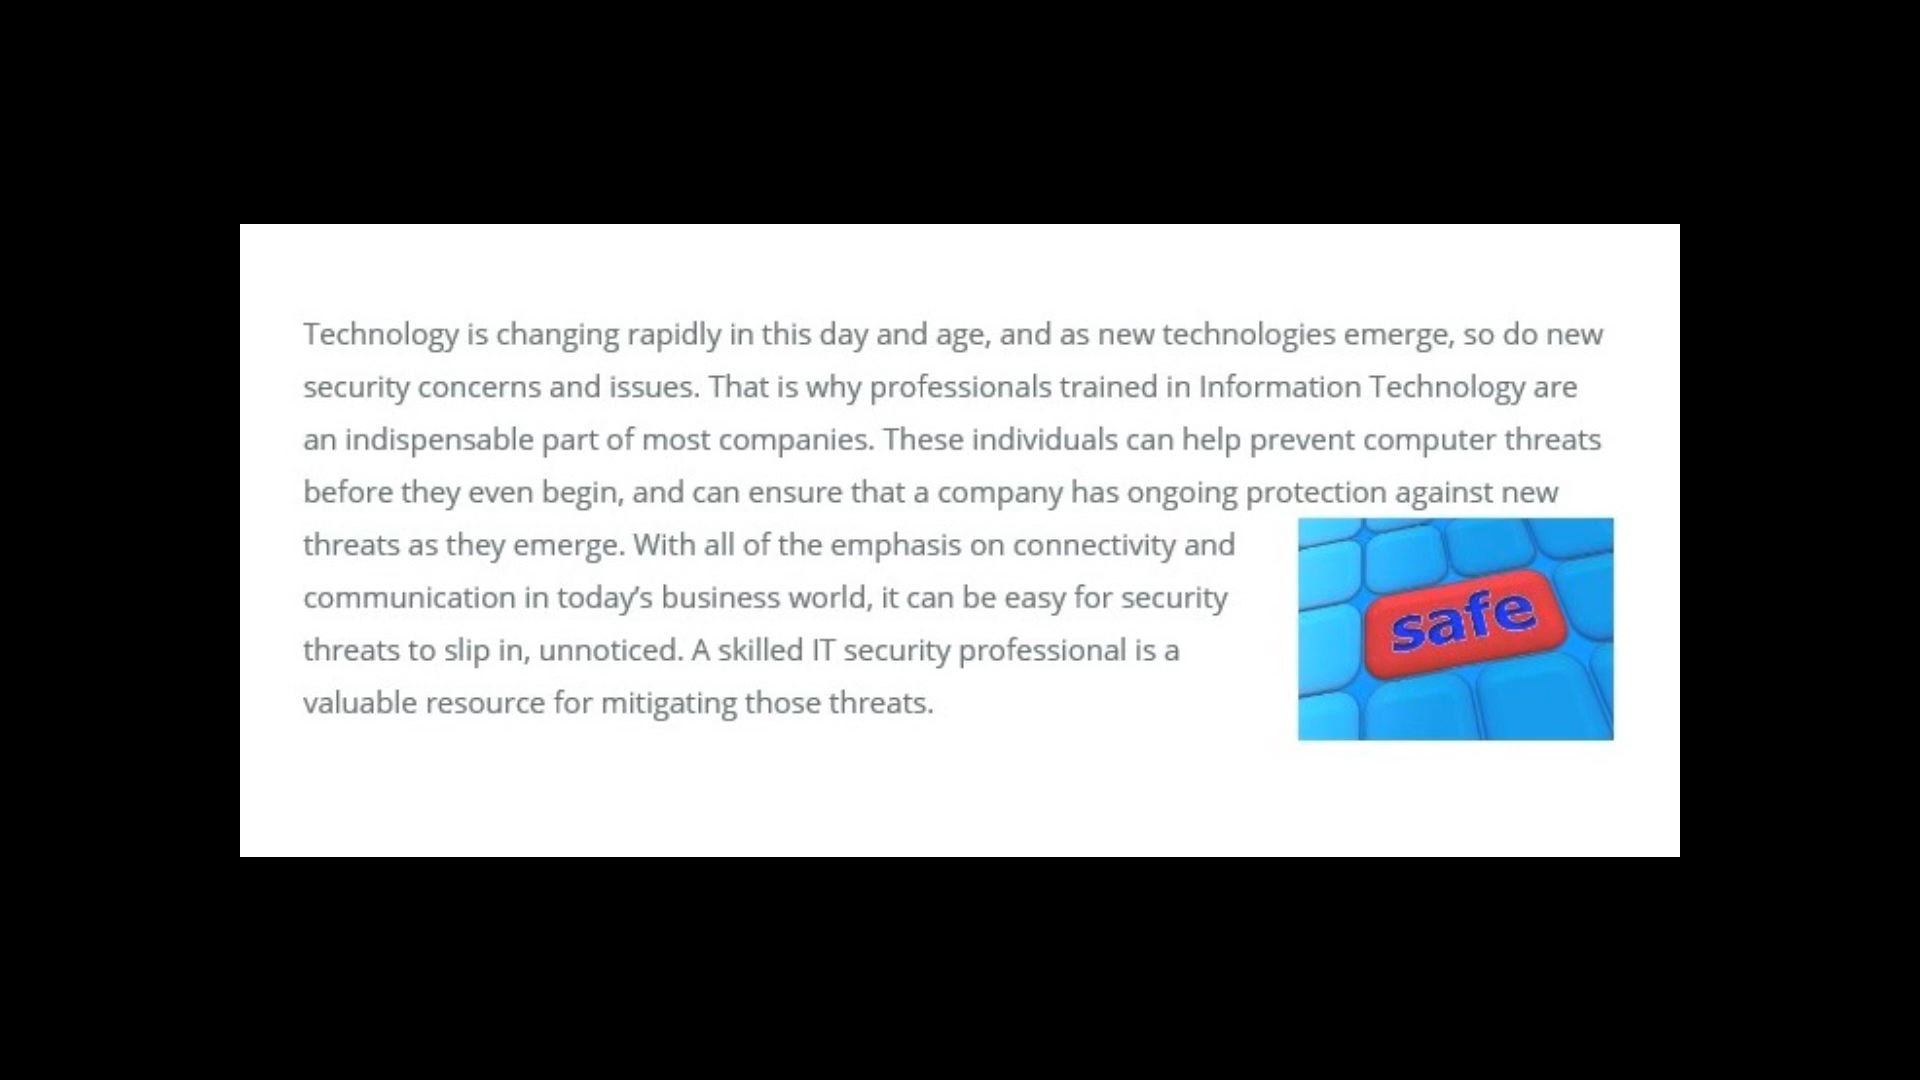 Technology is changing rapidly in this day and age, and as new technologies emerge, so do new
security concerns and issues. That is why professionals trained in Information Technology are
an indispensable part of most companies. These individuals can help prevent computer threats
before they even begin, and can ensure that a company has ongoing protection against new
threats as they emerge. With all of the emphasis on connectivity and
communication in today’s business world, it can be easy for security
threats to slip in, unnoticed. A skilled IT security professional is a
valuable resource for mitigating those threats.
safe